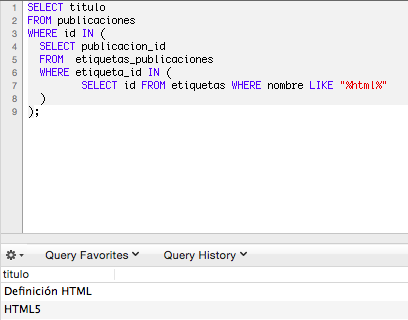 1 SELECT titulo
2 FROM publicaciones
3 WHERE id IN (
4 SELECT publicacion_id
5 FROM etiquetas_publicaciones
6 WHERE etiqueta_id IN (
7 SELECT id FROM etiquetas WHERE nombre LIKE "%html%"
8 )
9 );
Query Favorites Query History
titulo
Definición HTML
HTML5